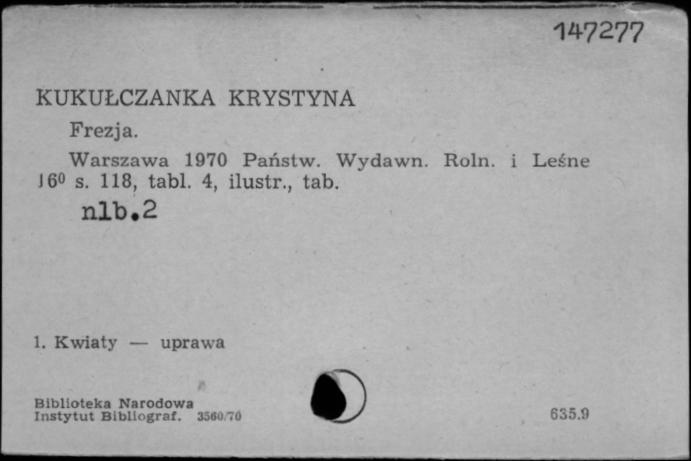 147277
KUKUŁCZANKA KRYSTYNA
Frezja.
Warszawa 1970 Państw. Wydawn. Roln. i Leśne
16⁰ s. 118, tabl. 4, ilustr., tab.
nlb.2
1. Kwiaty — uprawa
Biblioteka Narodowa
Instytut Bibliograf. 3560/70
635.9